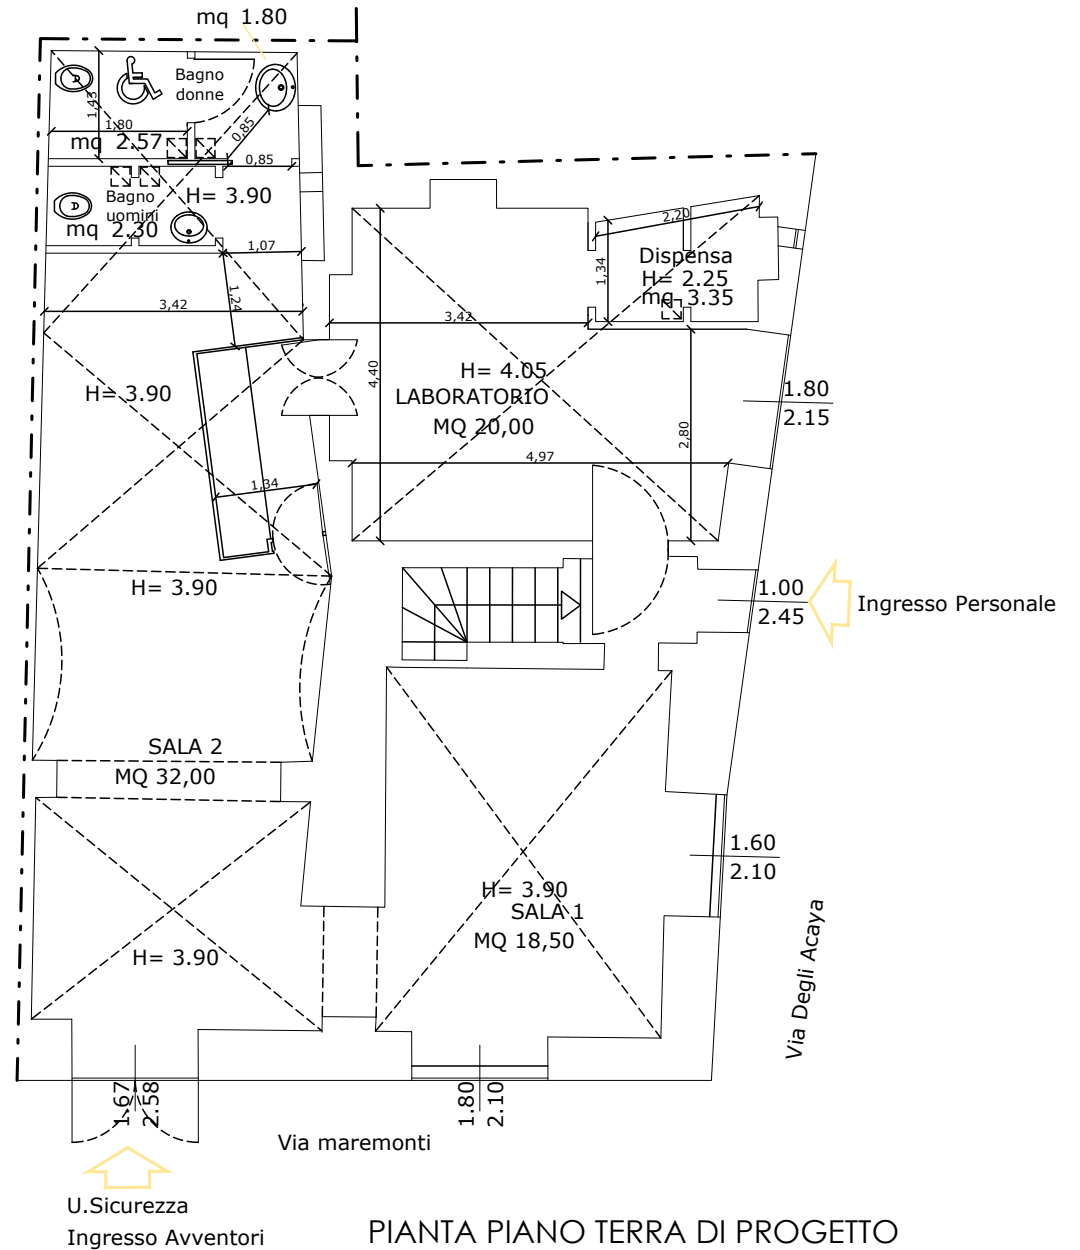 mq 1.80
Bagno
donne
1,43
1,80
0,85
mq 2.57
0,85
Bagno
uomini
H= 3.90
mq 2.30
1,07
1,24
3,42
2,20
1,34
Dispensa
H= 2.25
mq 3.35
3,42
4,40
H= 4.05
LABORATORIO
MQ 20,00
2,80
4,97
1.80
2.15
H= 3.90
1,34
H= 3.90
1.00
2.45
Ingresso Personale
SALA 2
MQ 32,00
1.60
2.10
H= 3.90
SALA 1
MQ 18,50
H= 3.90
Via Degli Acaya
1.67
2.58
1.80
2.10
Via maremonti
U.Sicurezza
Ingresso Avventori
PIANTA PIANO TERRA DI PROGETTO